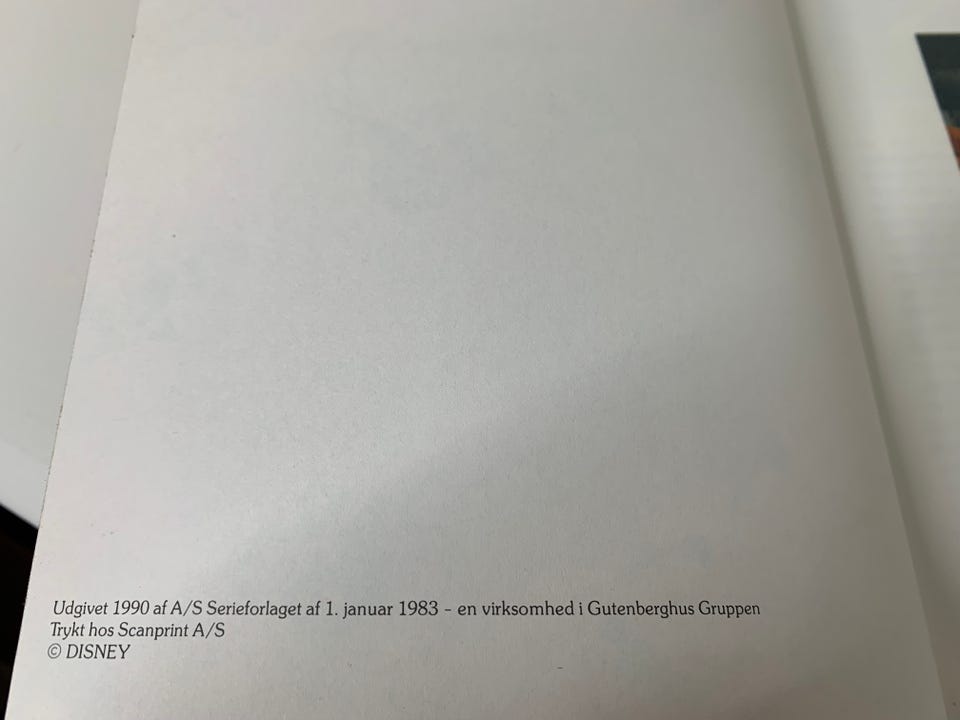 Udgivet 1990 af A/S Serieforlaget af 1. januar 1983 – en virksomhed i Gutenberghus Gruppen
Trykt hos Scanprint A/S
© DISNEY